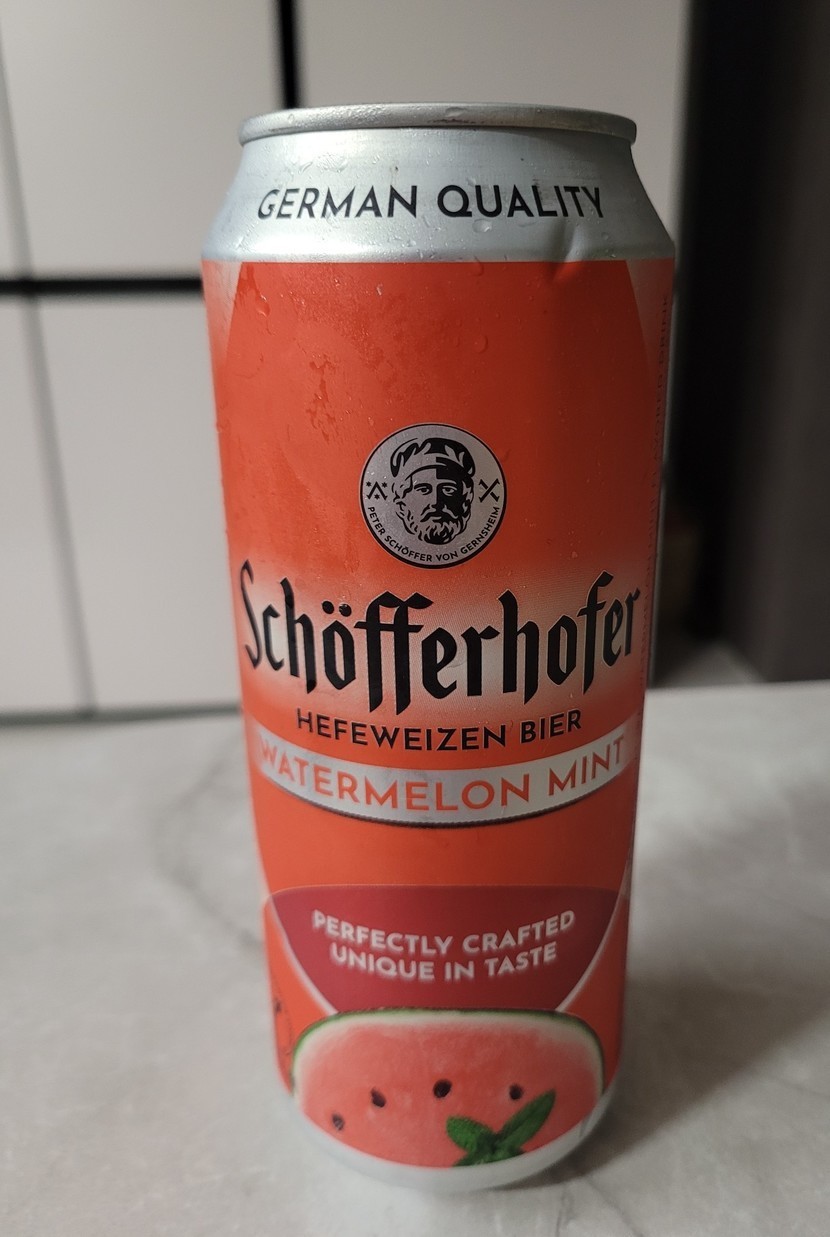 GERMAN QUALITY
PETER SCHÖFFER VON GERNSHEIM
Schöfferhofer
HEFEWEIZEN BIER
WATERMELON MINT
PERFECTLY CRAFTED
UNIQUE IN TASTE